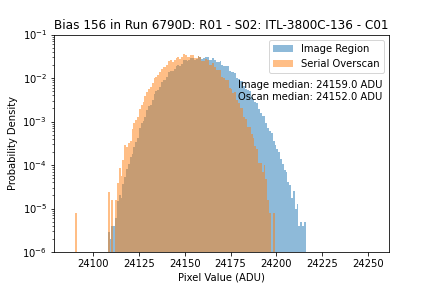 Bias 156 in Run 6790D: R01 - S02: ITL-3800C-136 - C01
Image Region
Serial Overscan
Image median: 24159.0 ADU
Oscan median: 24152.0 ADU
Probability Density
10⁻¹
10⁻²
10⁻³
10⁻⁴
10⁻⁵
10⁻⁶
24100 24125 24150 24175 24200 24225 24250
Pixel Value (ADU)